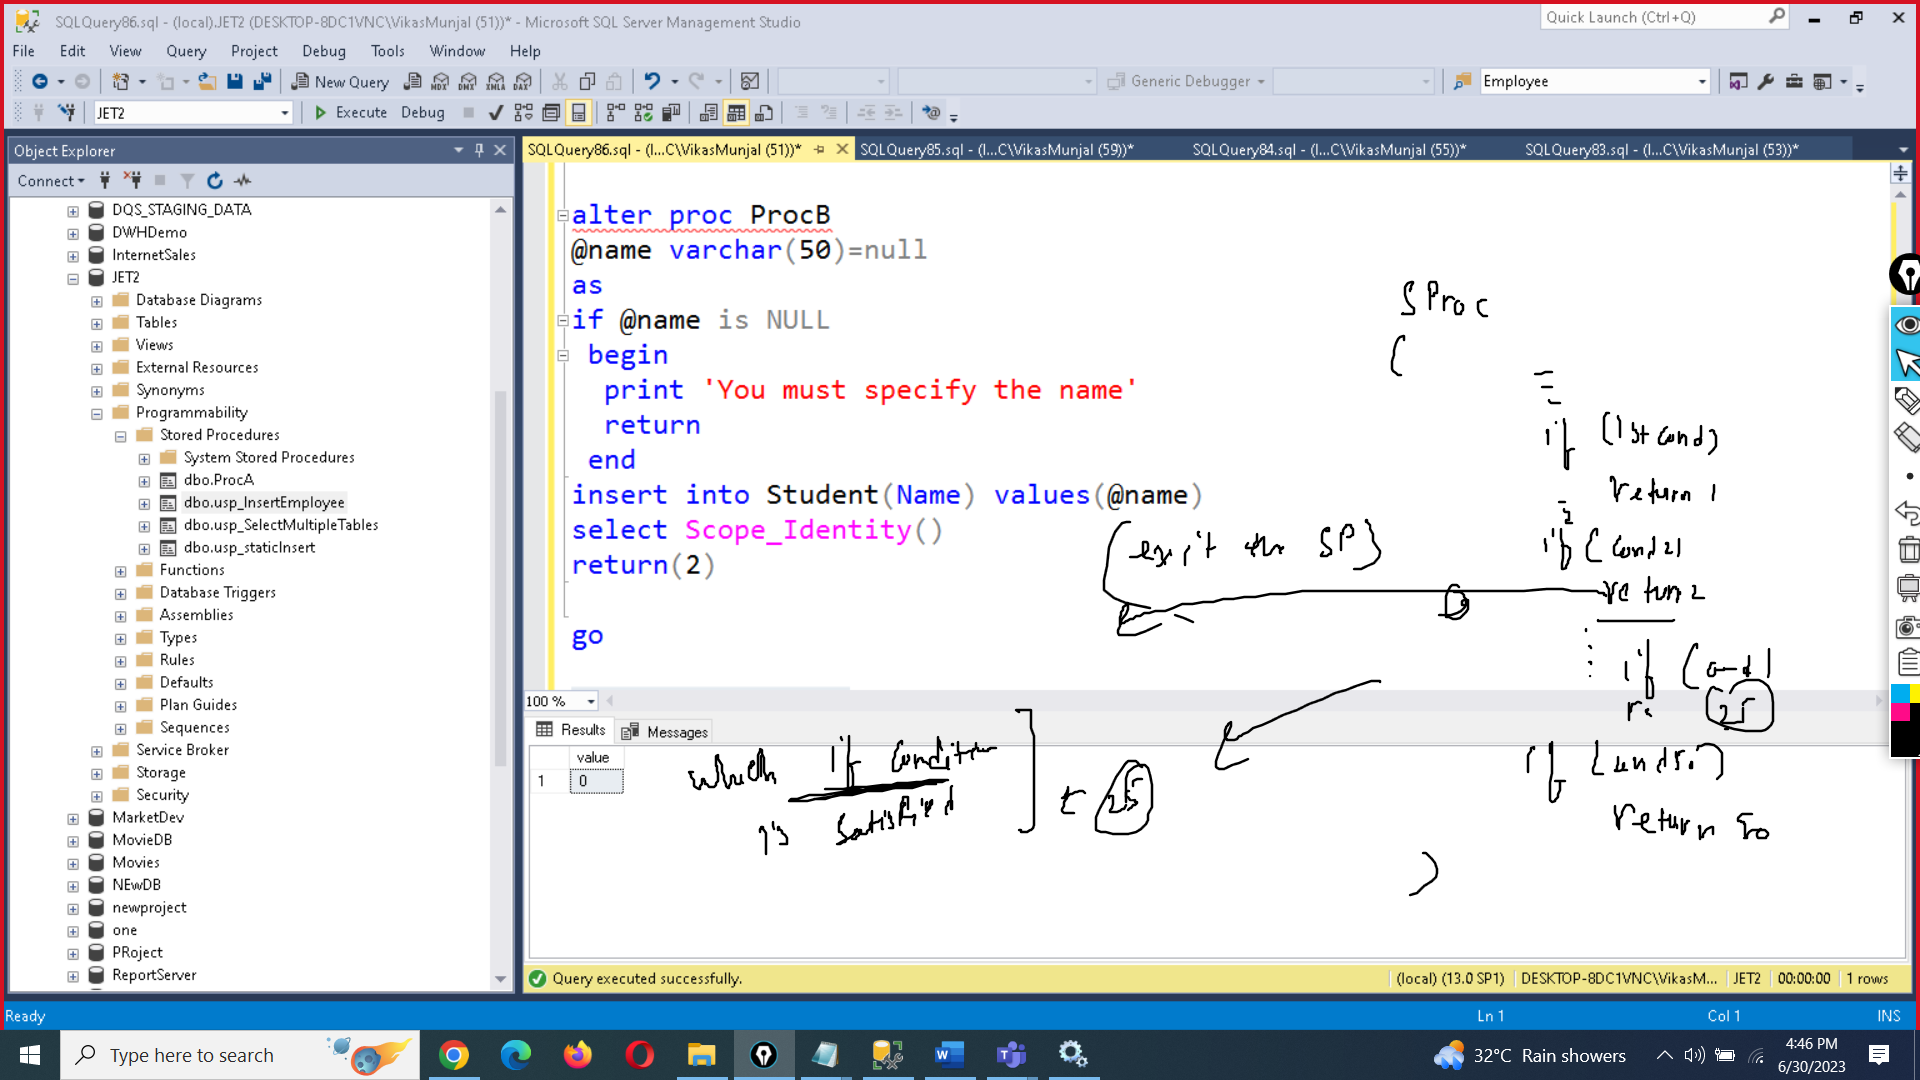 SQLQuery86.sql - (local).JET2 (DESKTOP-8DC1VNC\VikasMunjal (51))* - Microsoft SQL Server Management Studio
Quick Launch (Ctrl+Q)
File Edit View Query Project Debug Tools Window Help
New Query
Generic Debugger
Employee
JET2
Execute Debug
Object Explorer
Connect
DQS_STAGING_DATA
DWHDemo
InternetSales
JET2
Database Diagrams
Tables
Views
External Resources
Synonyms
Programmability
Stored Procedures
System Stored Procedures
dbo.ProcA
dbo.usp_InsertEmployee
dbo.usp_SelectMultipleTables
dbo.usp_staticInsert
Functions
Database Triggers
Assemblies
Types
Rules
Defaults
Plan Guides
Sequences
Service Broker
Storage
Security
MarketDev
MovieDB
Movies
NEwDB
newproject
one
PRoject
ReportServer
SQLQuery86.sql - (l...C\VikasMunjal (51))* SQLQuery85.sql - (l...C\VikasMunjal (59))* SQLQuery84.sql - (l...C\VikasMunjal (55))* SQLQuery83.sql - (l...C\VikasMunjal (53))*
alter proc ProcB
@name varchar(50)=null
as
if @name is NULL
begin
print 'You must specify the name'
return
end
insert into Student(Name) values(@name)
select Scope_Identity()
return(2)
go
SProc
(
if (1st cond)
return 1
if (cond2)
return 2
(exit the SP)
if (cond)
25
if
return 50
)
which if condition
is satisfied
25
100 %
Results Messages
value
1 0
Query executed successfully.
(local) (13.0 SP1) DESKTOP-8DC1VNC\VikasM... JET2 00:00:00 1 rows
Ready
Ln 1 Col 1 INS
Type here to search
32°C Rain showers
4:46 PM
6/30/2023